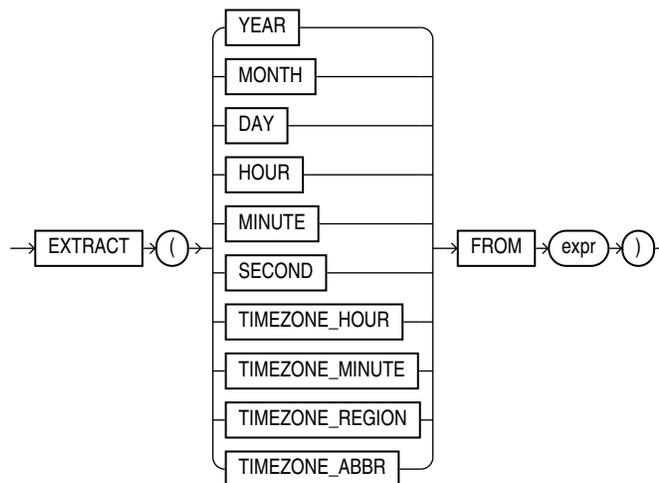 YEAR
MONTH
DAY
HOUR
MINUTE
EXTRACT ( FROM expr )
SECOND
TIMEZONE_HOUR
TIMEZONE_MINUTE
TIMEZONE_REGION
TIMEZONE_ABBR